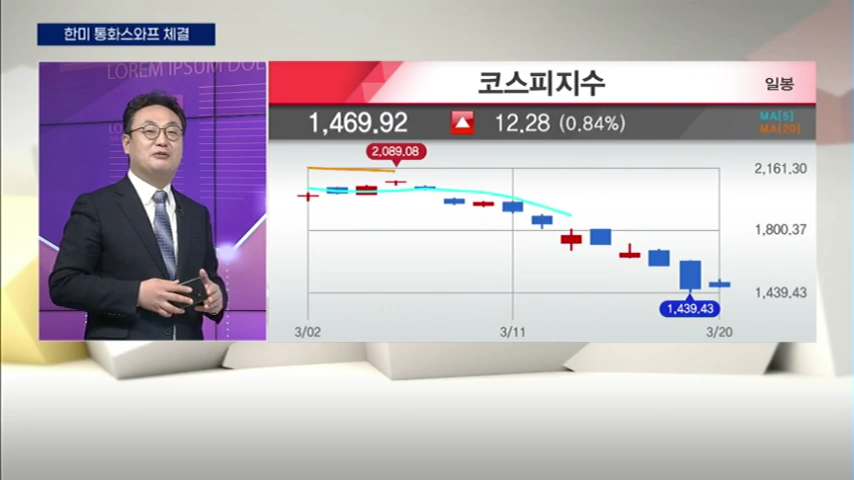 한미 통화스와프 체결
LOREM IPSUM DOL
LOREM
코스피지수
일봉
1,469.92
12.28 (0.84%)
MA[5]
MA[20]
2,089.08
2,161.30
1,800.37
1,439.43
1,439.43
3/02
3/11
3/20